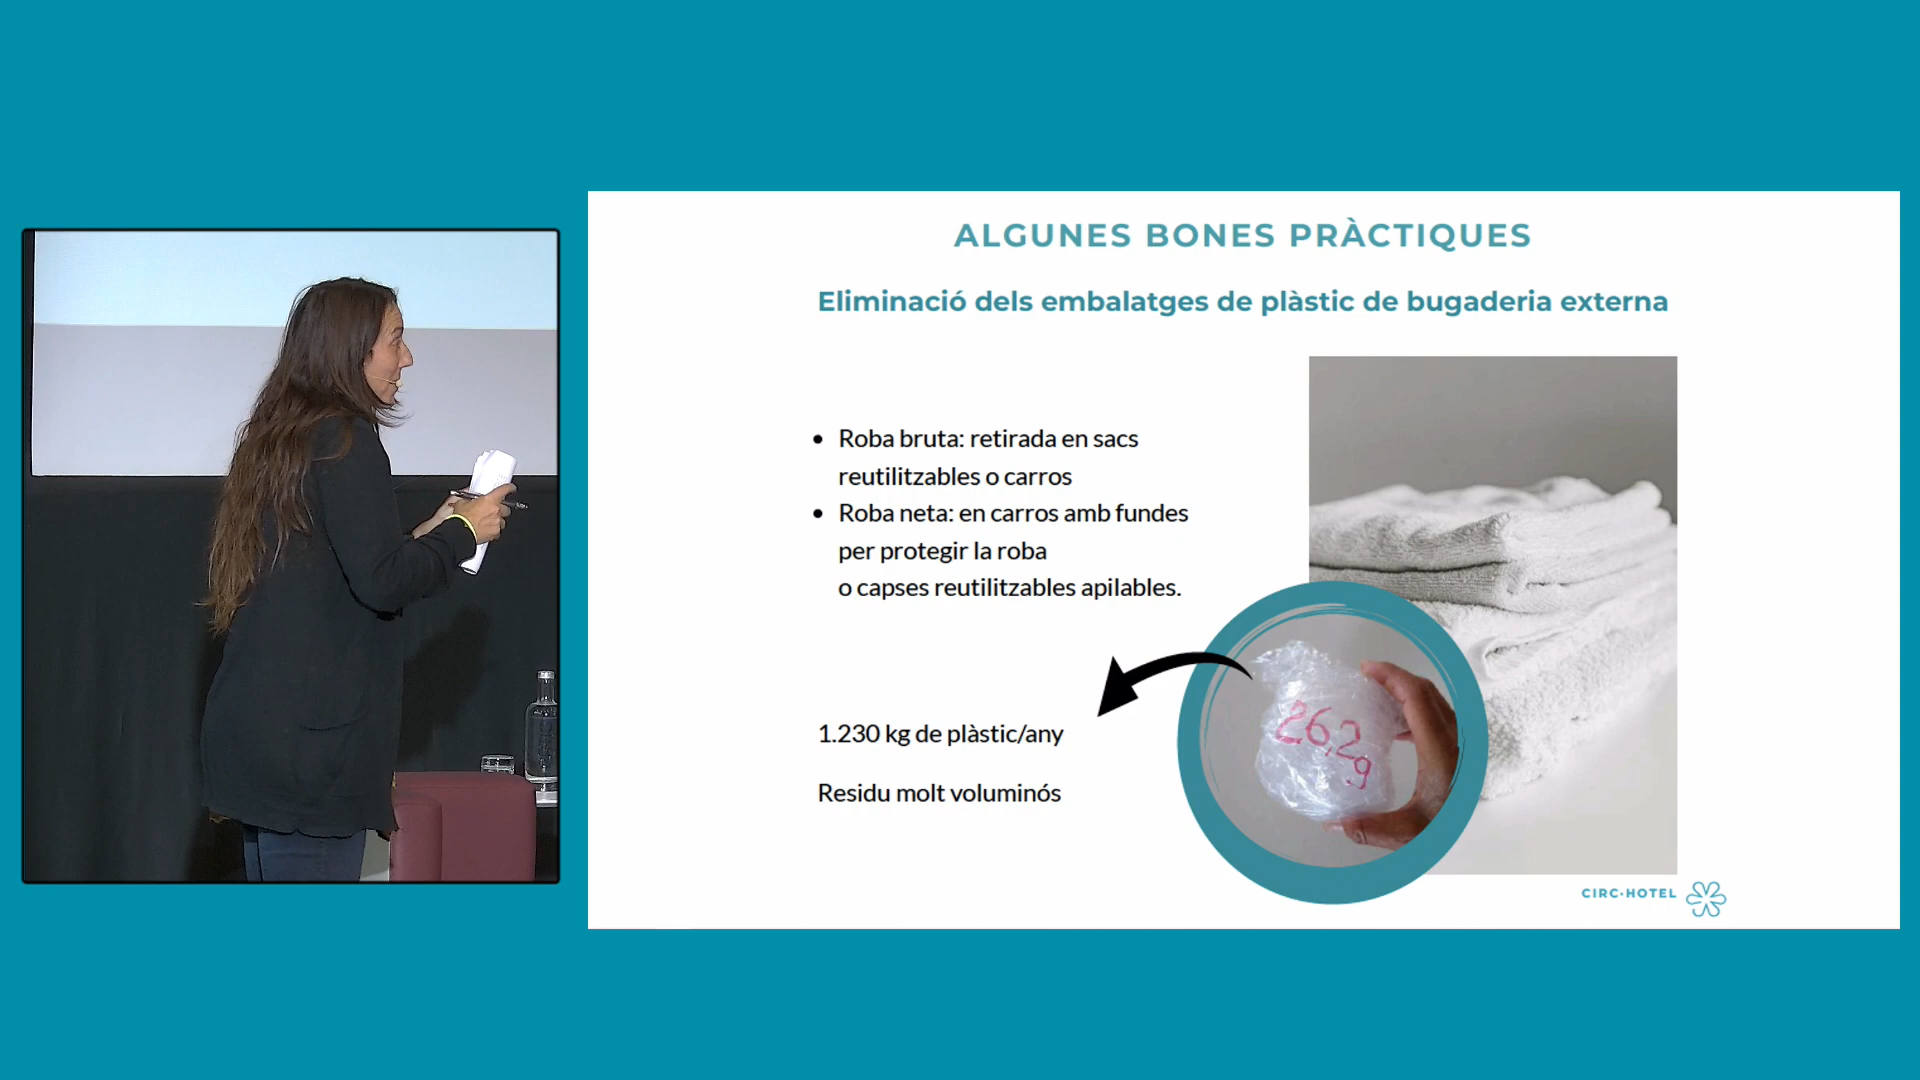 ALGUNES BONES PRÀCTIQUES
Eliminació dels embalatges de plàstic de bugaderia externa
• Roba bruta: retirada en sacs
reutilitzables o carros
• Roba neta: en carros amb fundes
per protegir la roba
o capses reutilitzables apilables.
1.230 kg de plàstic/any
Residu molt voluminós
26,2g
CIRC·HOTEL